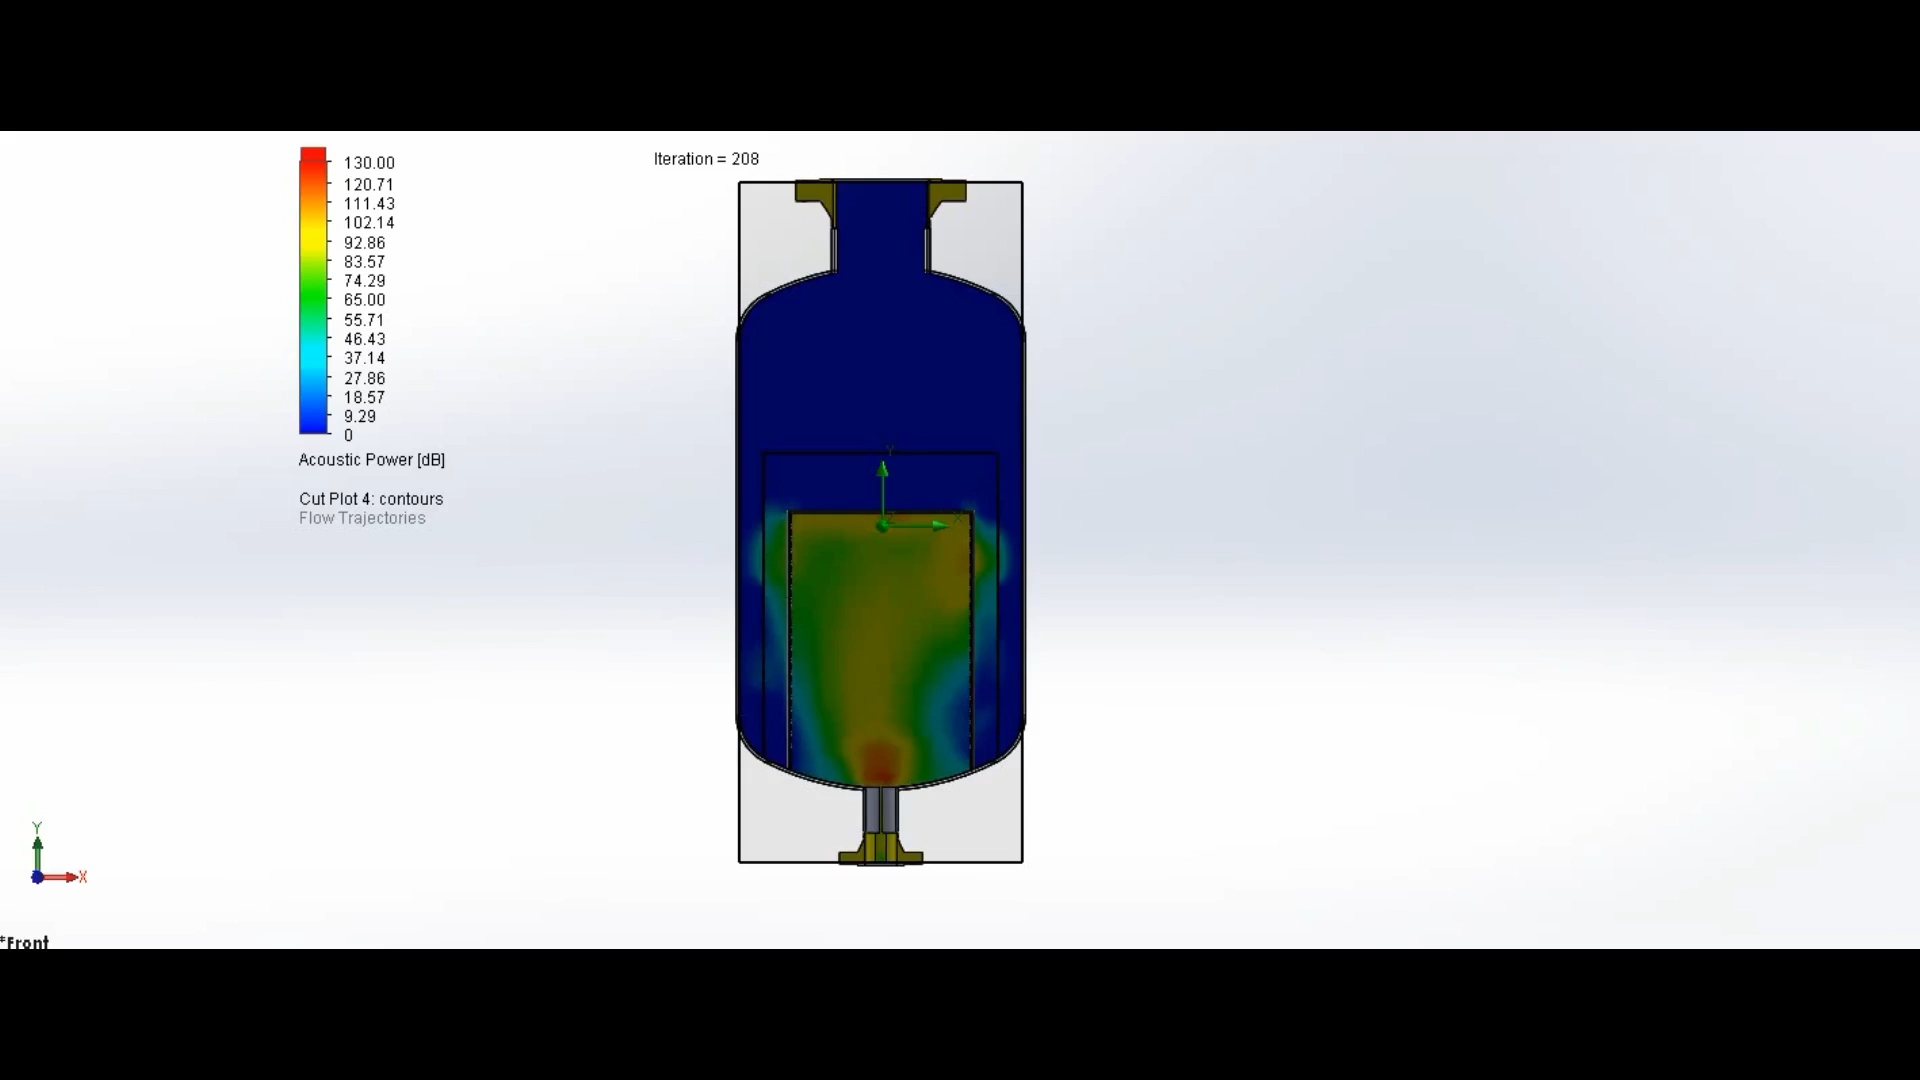 130.00
120.71
111.43
102.14
92.86
83.57
74.29
65.00
55.71
46.43
37.14
27.86
18.57
9.29
0
Acoustic Power [dB]
Cut Plot 4: contours
Flow Trajectories
Iteration = 208
Y
X
Y
X
*Front